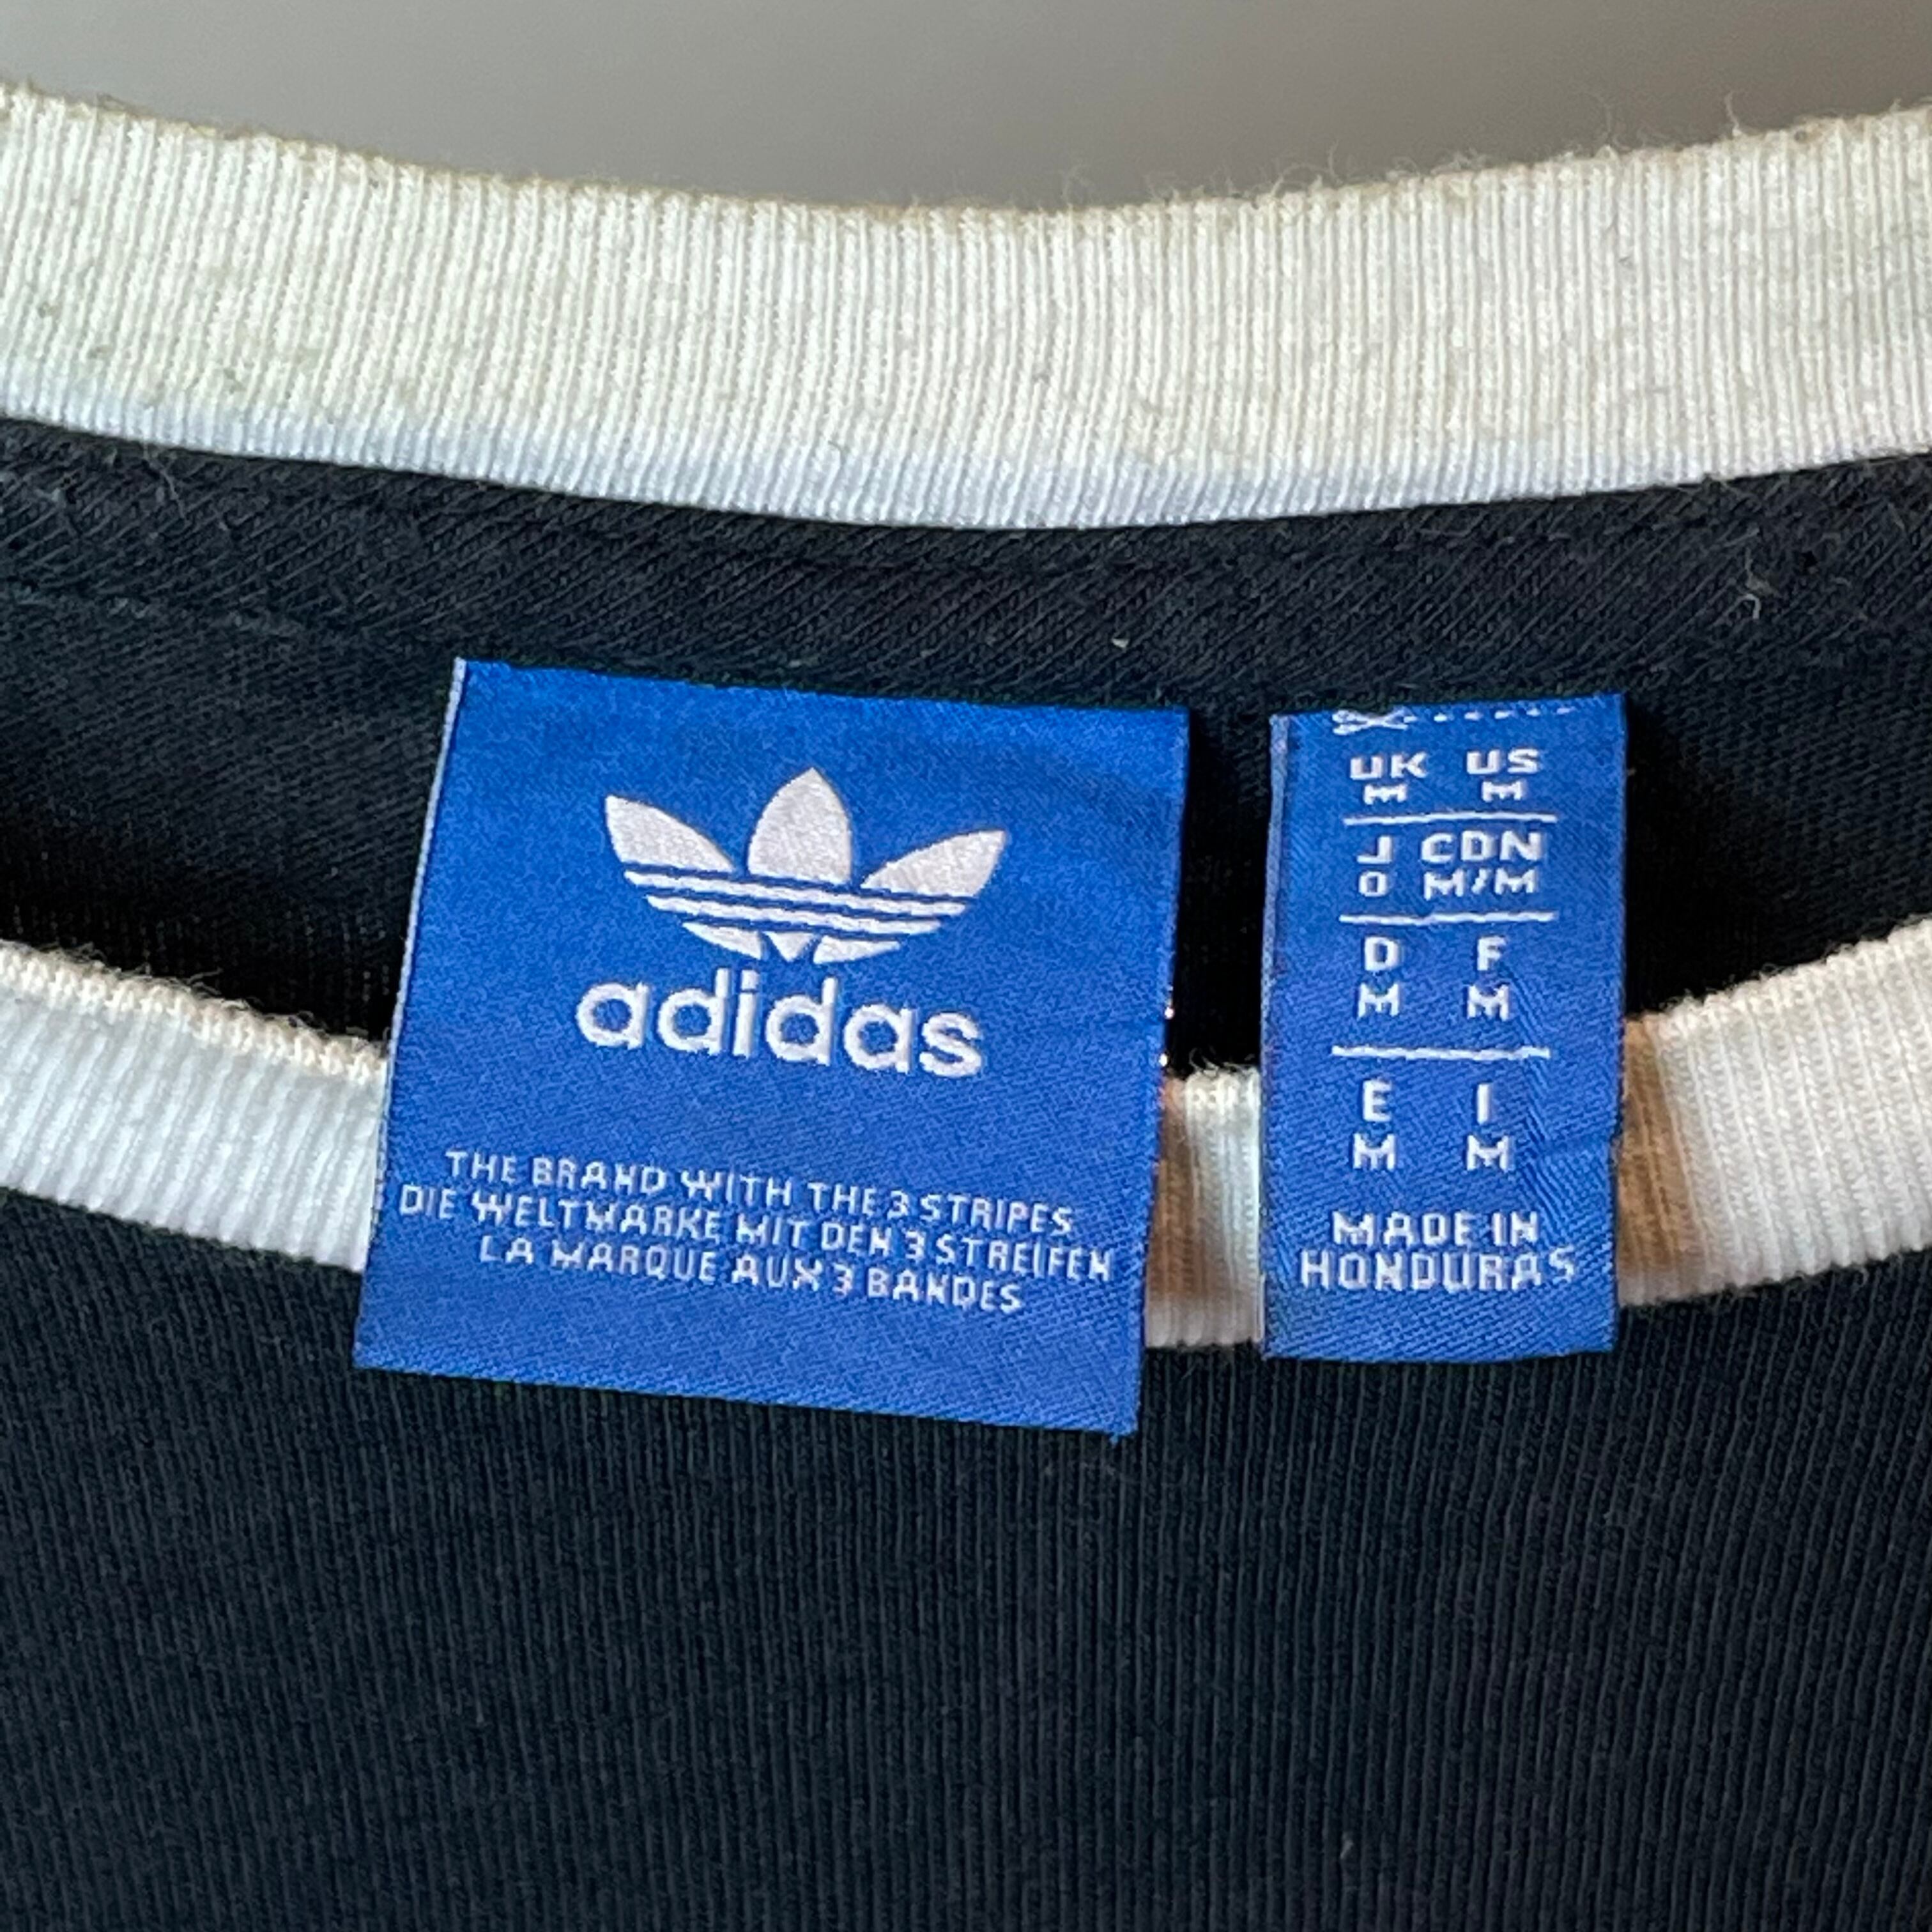 adidas
THE BRAND WITH THE 3 STRIPES
DIE WELTMARKE MIT DEN 3 STREIFEN
LA MARQUE AUX 3 BANDES
UK US
M M
J CDN
O M/M
D F
M M
E I
M M
MADE IN
HONDURAS